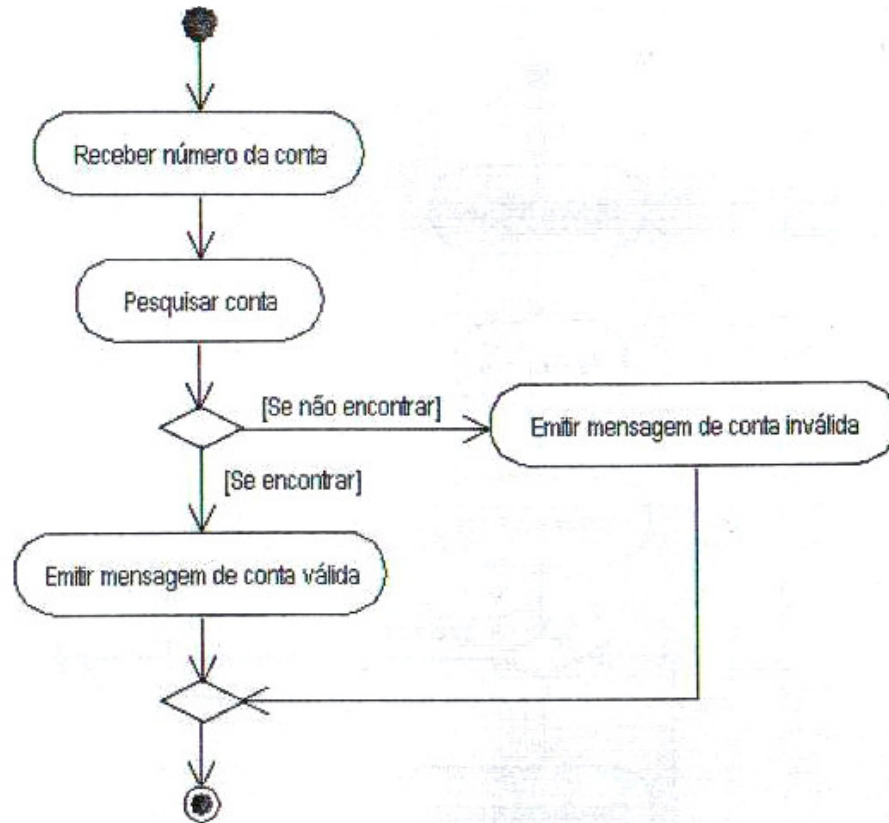 Receber número da conta
Pesquisar conta
[Se não encontrar]
Emitir mensagem de conta inválida
[Se encontrar]
Emitir mensagem de conta válida